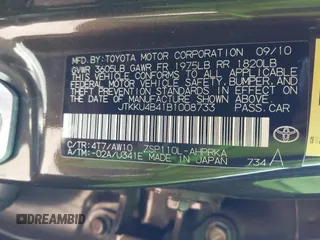 MFD. BY: TOYOTA MOTOR CORPORATION 09/10
GVWR 3605LB GAWR FR 1975LB RR 1820LB
THIS VEHICLE CONFORMS TO ALL APPLICABLE
FEDERAL MOTOR VEHICLE SAFETY, BUMPER, AND
THEFT PREVENTION STANDARDS IN EFFECT ON
THE DATE OF MANUFACTURE SHOWN ABOVE.
JTKKU4B41B1008733 PASS.CAR
C/TR: 4T7/AW10 ZSP110L-AHPRKA
A/TM: -02A/U341E MADE IN JAPAN 734 A
TOYOTA
DREAMBID